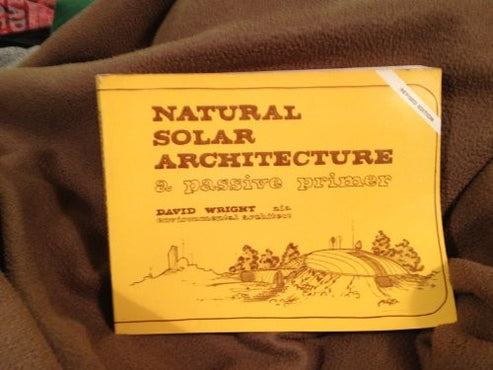 REVISED EDITION
NATURAL
SOLAR
ARCHITECTURE
a passive primer
DAVID WRIGHT aia
environmental architect